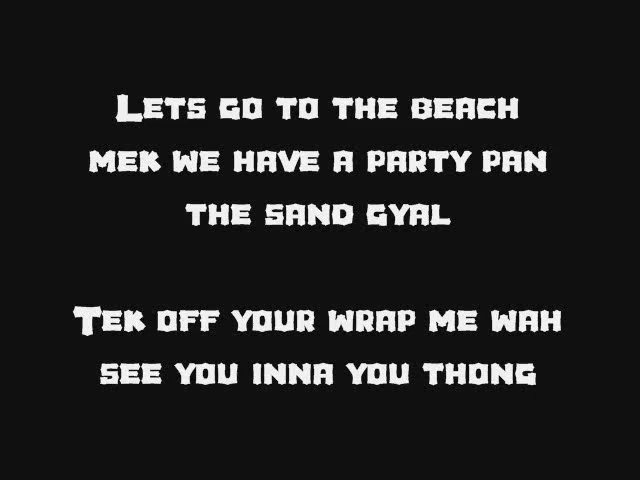 Lets go to the beach
mek we have a party pan
the sand gyal
Tek off your wrap me wah
see you inna you thong